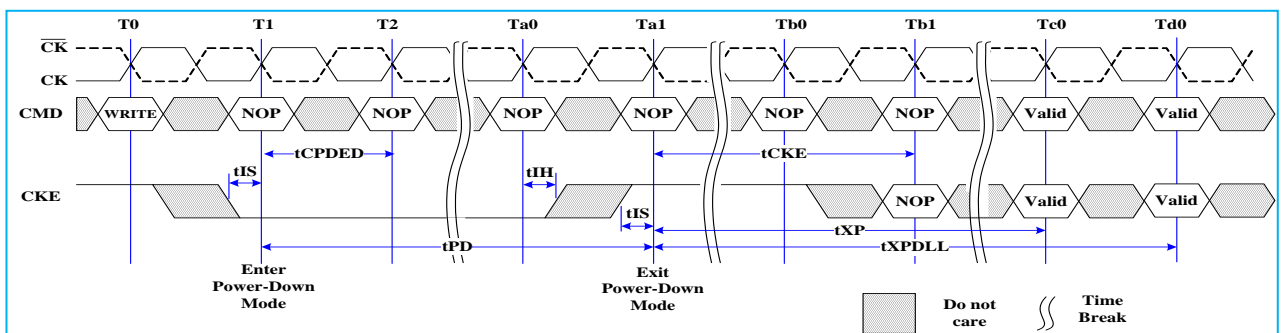 T0 T1 T2 Ta0 Ta1 Tb0 Tb1 Tc0 Td0
CK
CK
CMD WRITE NOP NOP NOP NOP NOP NOP Valid Valid
tCPDED tCKE
tIS tIH
CKE NOP Valid Valid
tIS
tXP
tPD tXPDLL
Enter
Power-Down
Mode
Exit
Power-Down
Mode
Do not
care
Time
Break